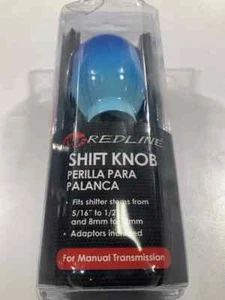 REDLINE
SHIFT KNOB
PERILLA PARA
PALANCA
• Fits shifter stems from
5/16" to 1/2"
and 8mm to
• Adaptors included
For Manual Transmission